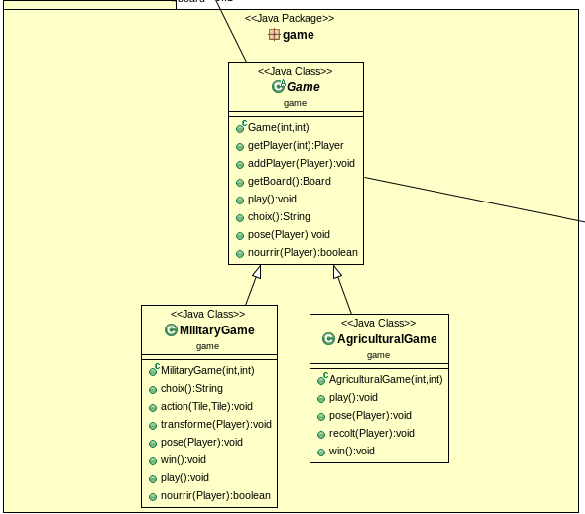 <<Java Package>>
game
<<Java Class>>
Game
game
Game(int,int)
getPlayer(int):Player
addPlayer(Player):void
getBoard():Board
play():void
choix():String
pose(Player) void
nourrir(Player):boolean
<<Java Class>>
MilitaryGame
game
MilitaryGame(int,int)
choix():String
action(Tile,Tile):void
transforme(Player):void
pose(Player):void
win():void
play():void
nourrir(Player):boolean
<<Java Class>>
AgriculturalGame
game
AgriculturalGame(int,int)
play():void
pose(Player):void
recolt(Player):void
win():void